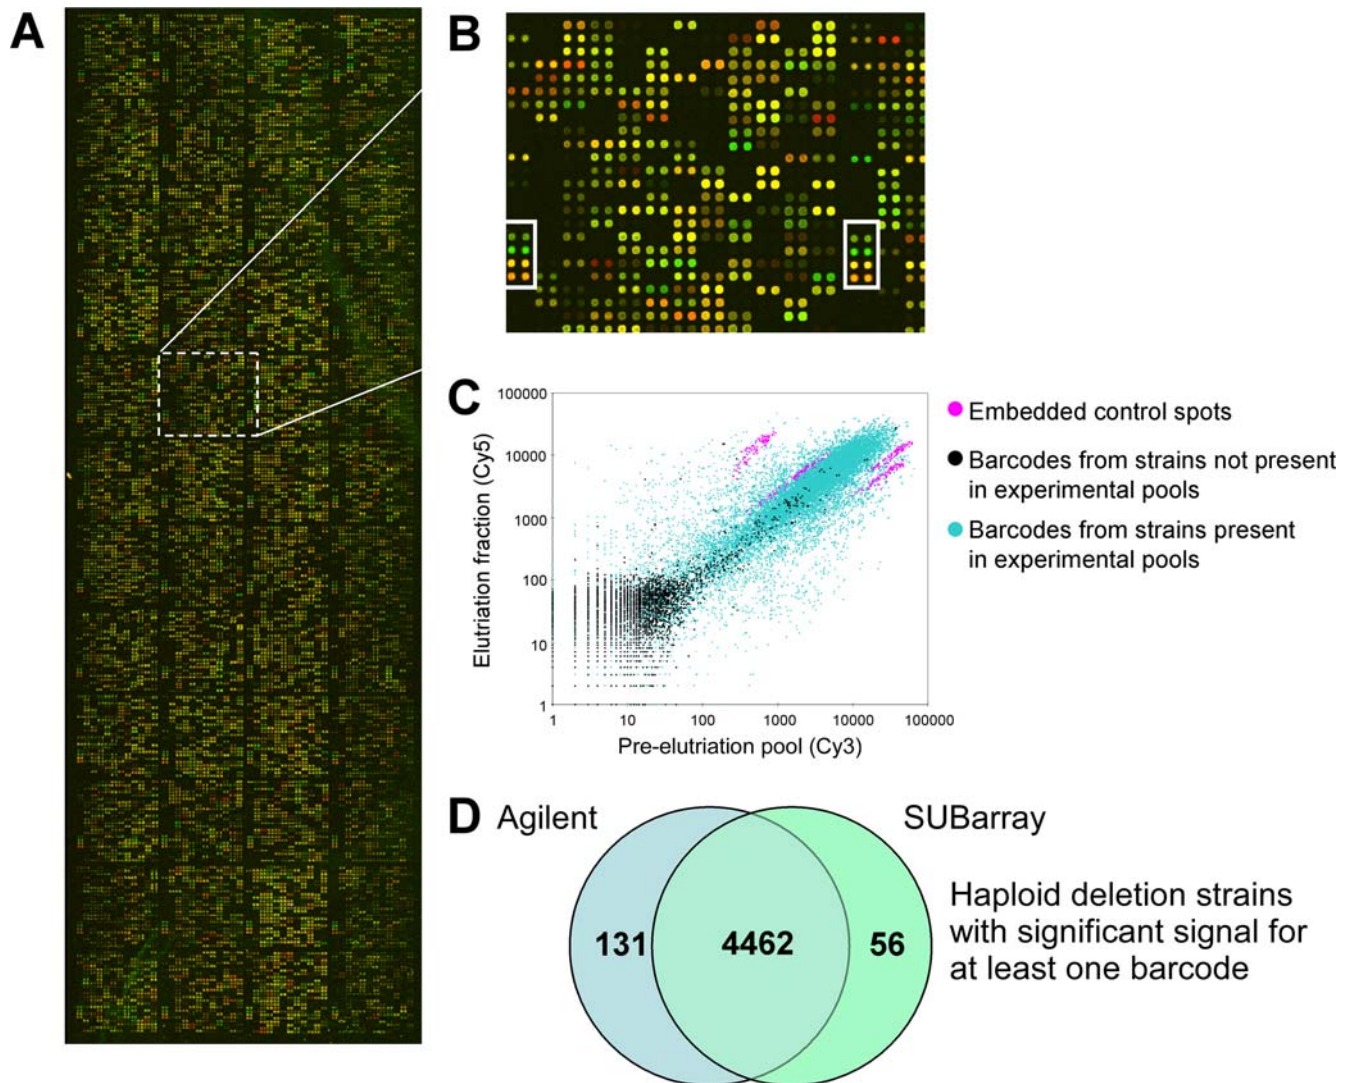 A
B
C
100000
10000
1000
100
10
1
1
10
100
1000
10000
100000
Elutriation fraction (Cy5)
Pre-elutriation pool (Cy3)
Embedded control spots
Barcodes from strains not present
in experimental pools
Barcodes from strains present
in experimental pools
D
Agilent
SUBarray
131
4462
56
Haploid deletion strains
with significant signal for
at least one barcode